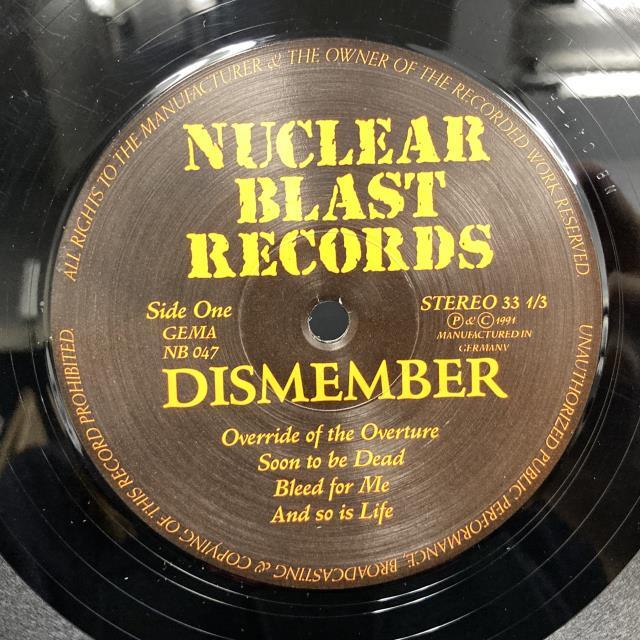 ALL RIGHTS TO THE MANUFACTURER & THE OWNER OF THE RECORDED WORK RESERVED.
UNAUTHORIZED PUBLIC PERFORMANCE, BROADCASTING & COPYING OF THIS RECORD PROHIBITED.
NUCLEAR
BLAST
RECORDS
Side One
GEMA
NB 047
STEREO 33 1/3
Ⓟ & © 1991
MANUFACTURED IN
GERMANY
DISMEMBER
Override of the Overture
Soon to be Dead
Bleed for Me
And so is Life